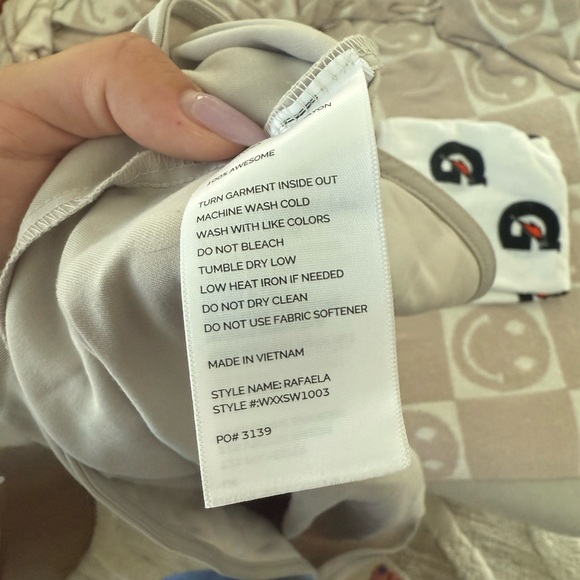 100% AWESOME
TURN GARMENT INSIDE OUT
MACHINE WASH COLD
WASH WITH LIKE COLORS
DO NOT BLEACH
TUMBLE DRY LOW
LOW HEAT IRON IF NEEDED
DO NOT DRY CLEAN
DO NOT USE FABRIC SOFTENER
MADE IN VIETNAM
STYLE NAME: RAFAELA
STYLE #:WXXSW1003
PO# 3139
G
G